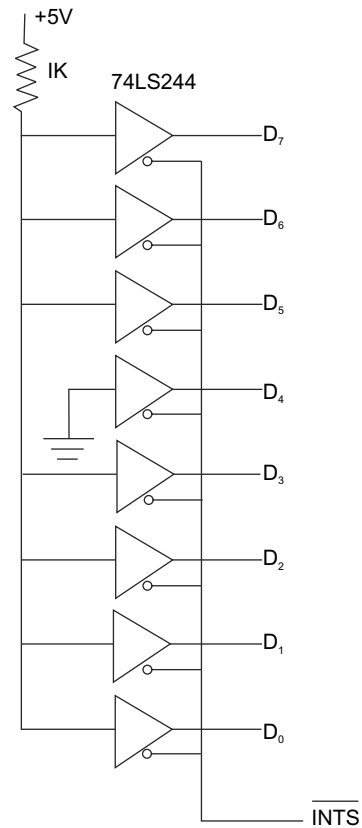 +5V
IK
74LS244
D₇
D₆
D₅
D₄
D₃
D₂
D₁
D₀
INTS